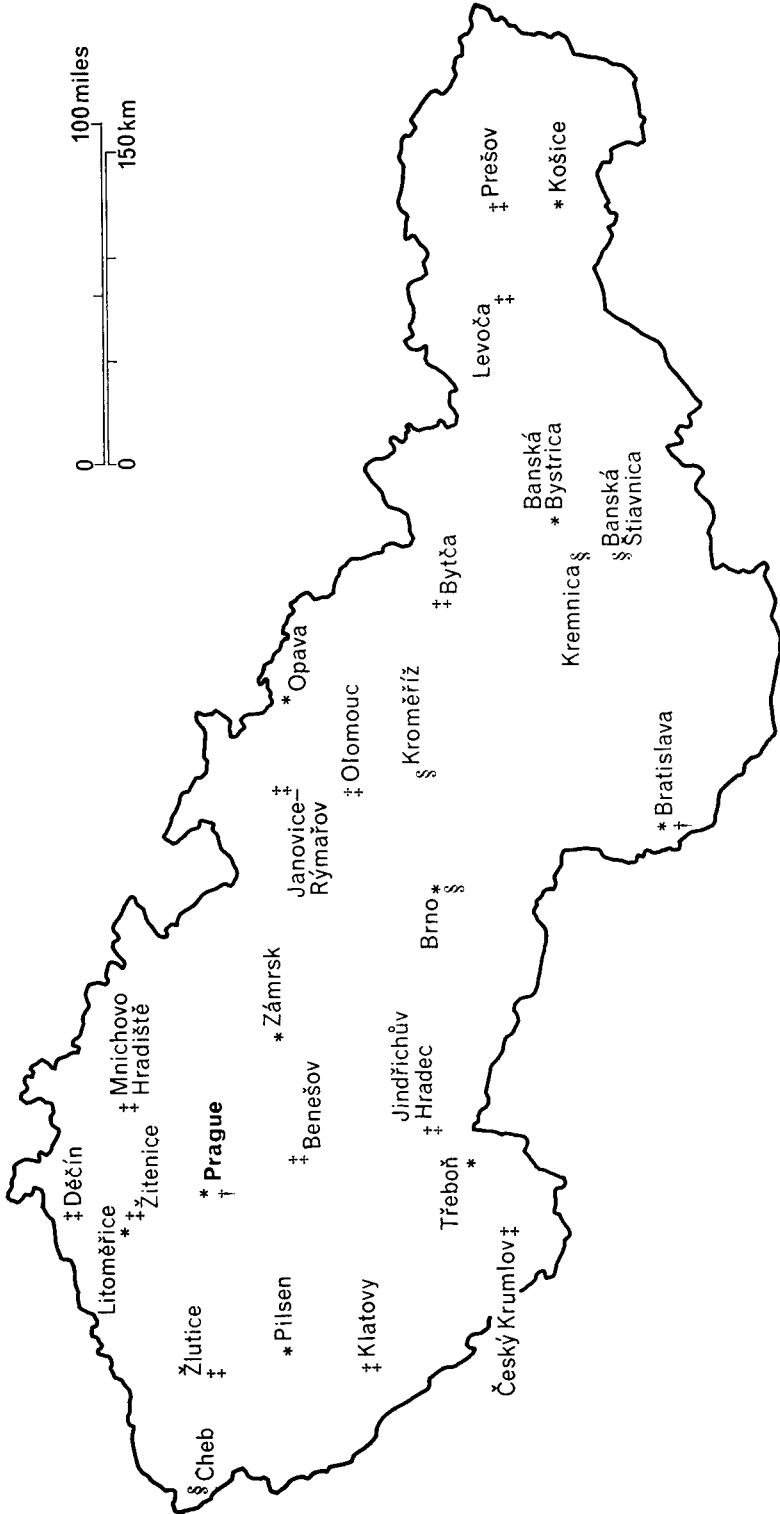 0 100 miles
0 150 km
‡ Děčín
Litoměřice
*
‡ Žitenice
‡ Mnichovo
Hradiště
Žlutice
‡
§ Cheb
*
† Prague
* Pilsen
‡ Benešov
* Zámrsk
Janovice–
Rýmařov
‡
* Opava
‡ Klatovy
‡ Olomouc
Jindřichův
Hradec
‡
Brno *
§
§ Kroměříž
‡ Bytča
Třeboň
*
Český Krumlov ‡
Levoča
‡
‡ Prešov
* Košice
Banská
* Bystrica
Kremnica §
Banská
§ Štiavnica
* Bratislava
†